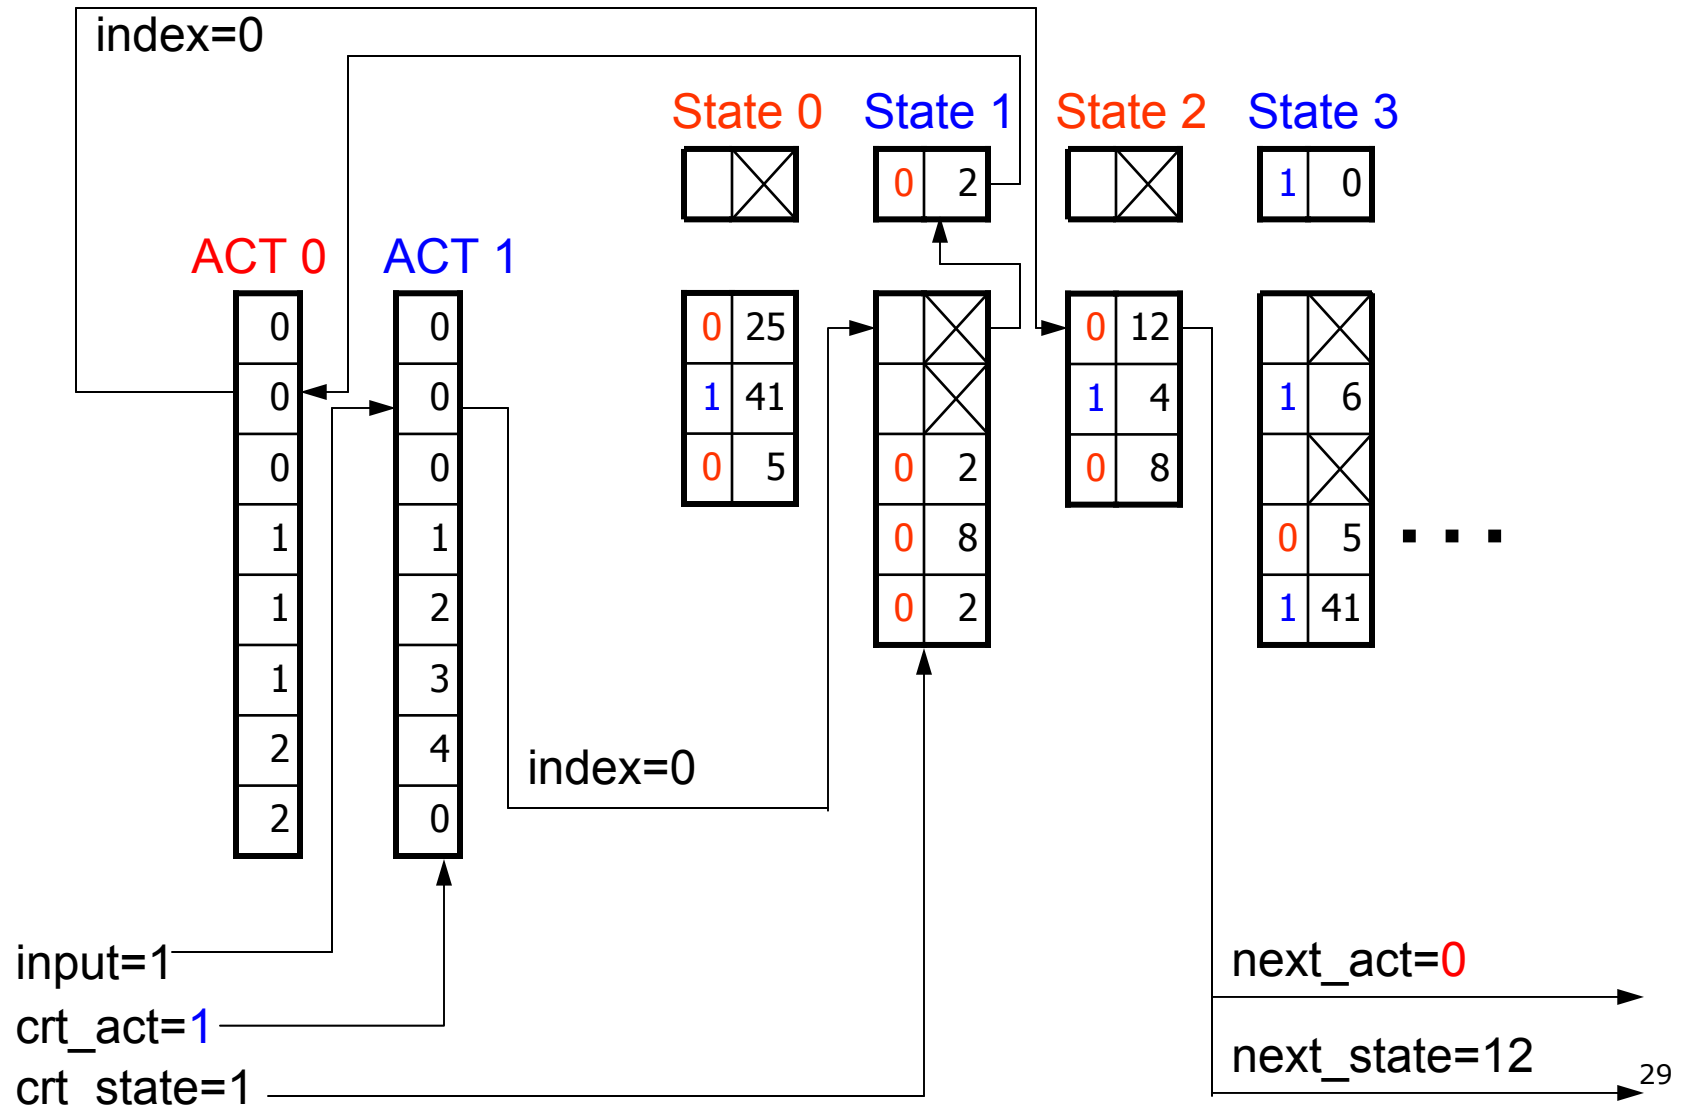 index=0
State 0 State 1 State 2 State 3
0 2 1 0
ACT 0 ACT 1
0 0 0 25 0 12
0 0 1 41 1 4 1 6
0 0 0 5 0 2 0 8
1 1 0 8 0 5 . . .
1 2 0 2 1 41
1 3
2 4
index=0
2 0
input=1
next_act=0
crt_act=1
next_state=12
crt_state=1
29